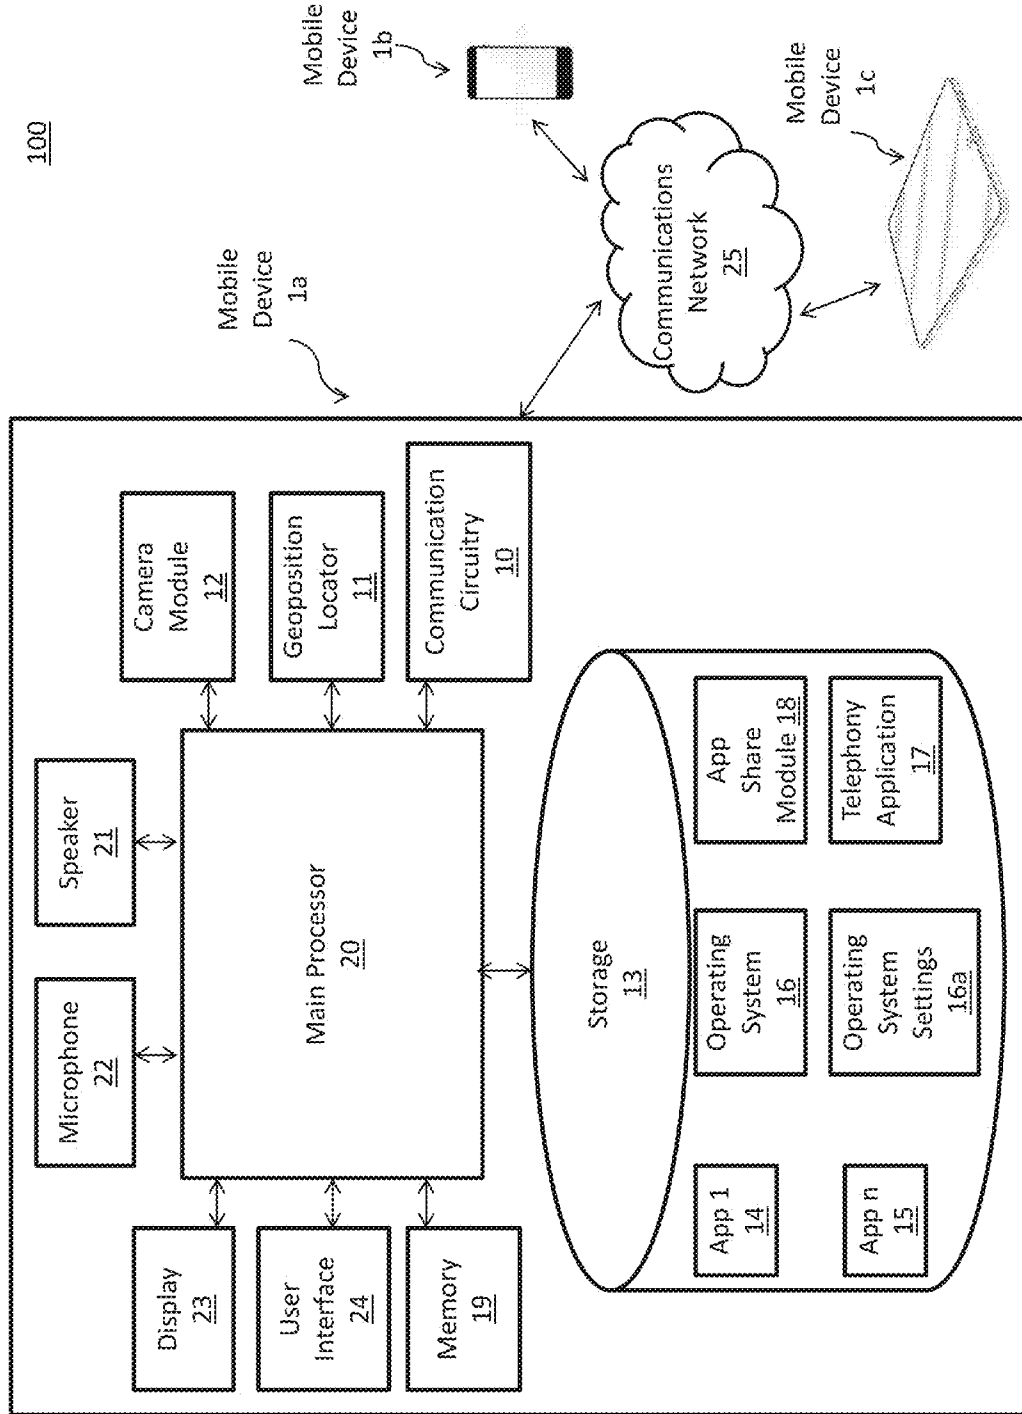 100
Mobile
Device
1a
Mobile
Device
1b
Mobile
Device
1c
Communications
Network
25
Microphone
22
Speaker
21
Display
23
User
Interface
24
Memory
19
Main Processor
20
Camera
Module
12
Geoposition
Locator
11
Communication
Circuitry
10
Storage
13
App 1
14
App n
15
Operating
System
16
Operating
System
Settings
16a
App
Share
Module 18
Telephony
Application
17